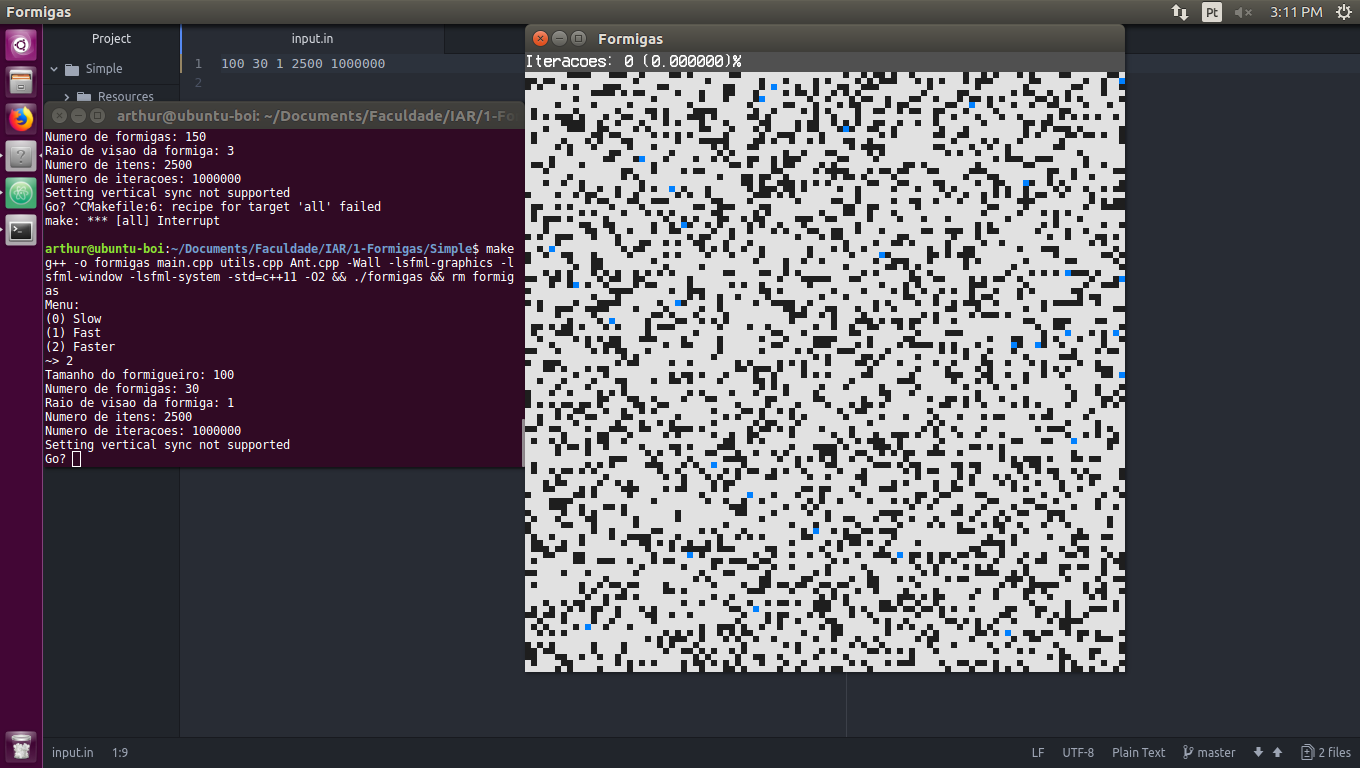 Formigas
Pt
3:11 PM
Project
Simple
Resources
input.in
1 100 30 1 2500 1000000
2
arthur@ubuntu-boi: ~/Documents/Faculdade/IAR/1-Fo
Numero de formigas: 150
Raio de visao da formiga: 3
Numero de itens: 2500
Numero de iteracoes: 1000000
Setting vertical sync not supported
Go? ^CMakefile:6: recipe for target 'all' failed
make: *** [all] Interrupt
arthur@ubuntu-boi:~/Documents/Faculdade/IAR/1-Formigas/Simple$ make
g++ -o formigas main.cpp utils.cpp Ant.cpp -Wall -lsfml-graphics -l
sfml-window -lsfml-system -std=c++11 -O2 && ./formigas && rm formig
as
Menu:
(0) Slow
(1) Fast
(2) Faster
~> 2
Tamanho do formigueiro: 100
Numero de formigas: 30
Raio de visao da formiga: 1
Numero de itens: 2500
Numero de iteracoes: 1000000
Setting vertical sync not supported
Go?
Formigas
Iteracoes: 0 (0.000000)%
input.in 1:9
LF UTF-8 Plain Text master 2 files